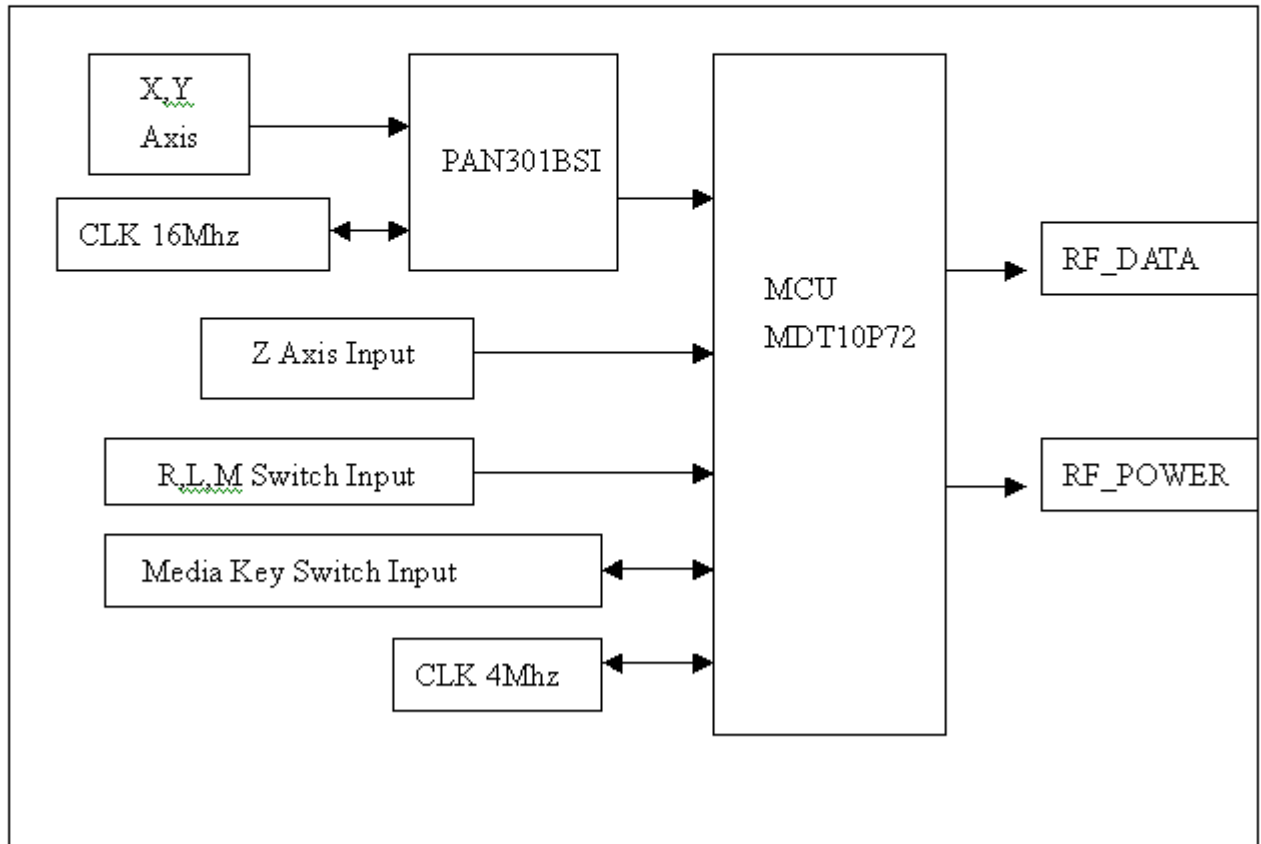 X,Y
Axis
PAN301BSI
CLK 16Mhz
MCU
MDT10P72
RF_DATA
Z Axis Input
R,L,M Switch Input
RF_POWER
Media Key Switch Input
CLK 4Mhz